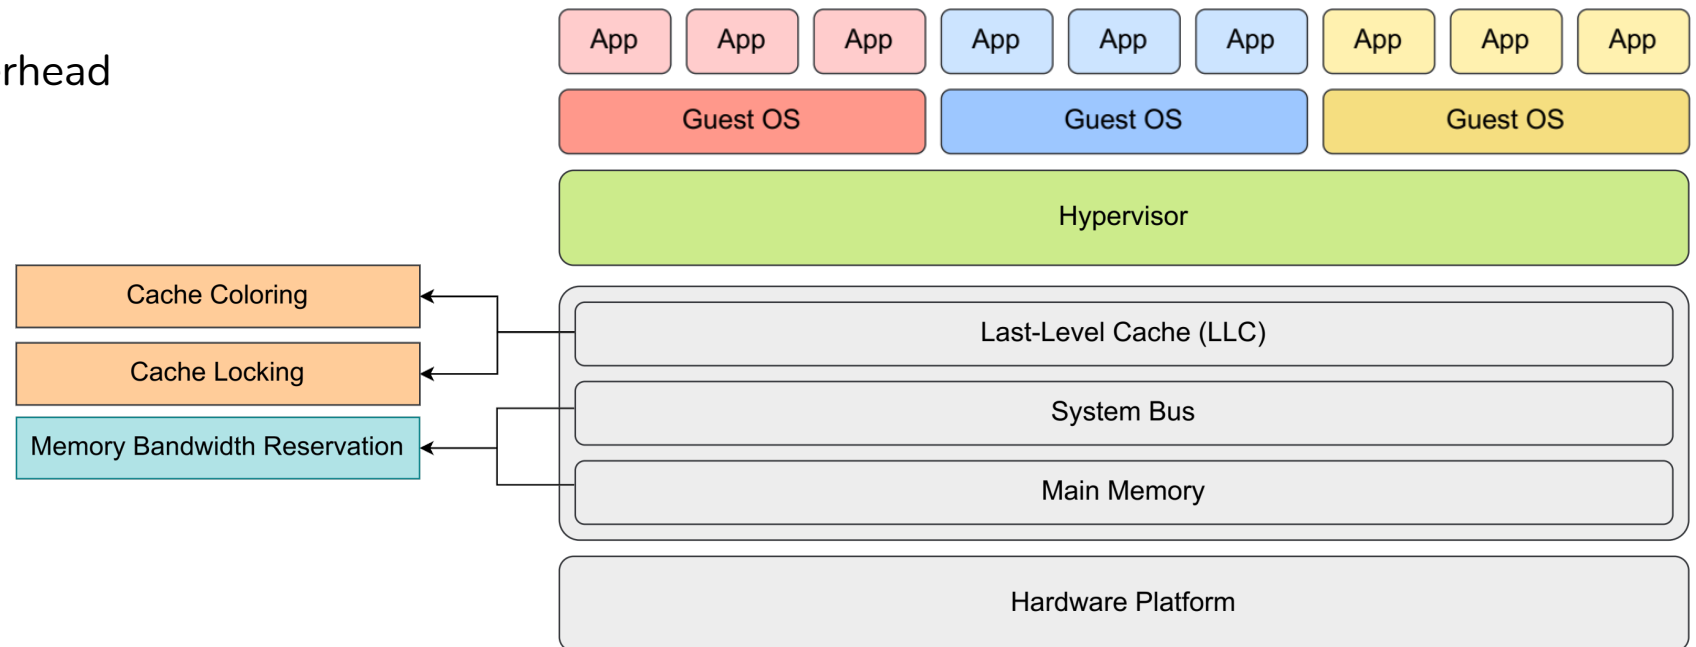 rhead
App App App App App App App App App
Guest OS Guest OS Guest OS
Hypervisor
Cache Coloring
Last-Level Cache (LLC)
Cache Locking
System Bus
Memory Bandwidth Reservation
Main Memory
Hardware Platform